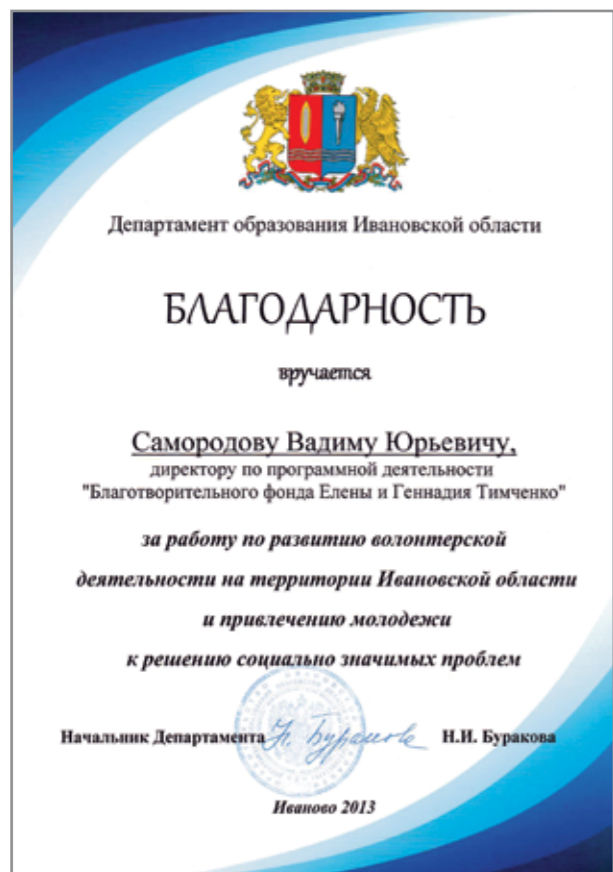 Департамент образования Ивановской области
БЛАГОДАРНОСТЬ
вручается
Самородову Вадиму Юрьевичу,
директору по программной деятельности
"Благотворительного фонда Елены и Геннадия Тимченко"
за работу по развитию волонтерской
деятельности на территории Ивановской области
и привлечению молодежи
к решению социально значимых проблем
Начальник Департамента Н.И. Буракова
Иваново 2013